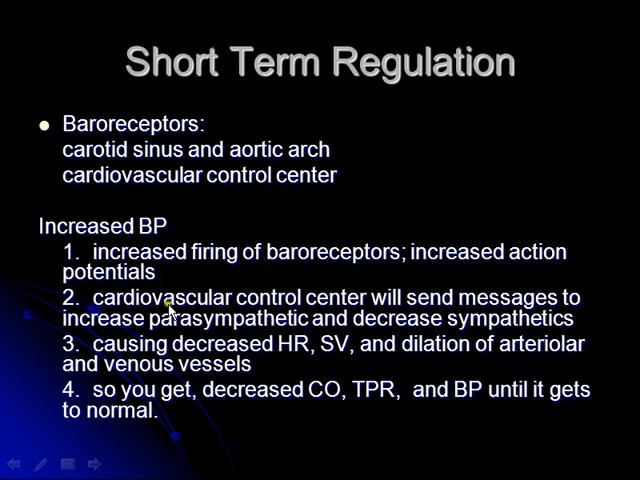 Short Term Regulation
Baroreceptors:
carotid sinus and aortic arch
cardiovascular control center
Increased BP
1. increased firing of baroreceptors; increased action
potentials
2. cardiovascular control center will send messages to
increase parasympathetic and decrease sympathetics
3. causing decreased HR, SV, and dilation of arteriolar
and venous vessels
4. so you get, decreased CO, TPR, and BP until it gets
to normal.